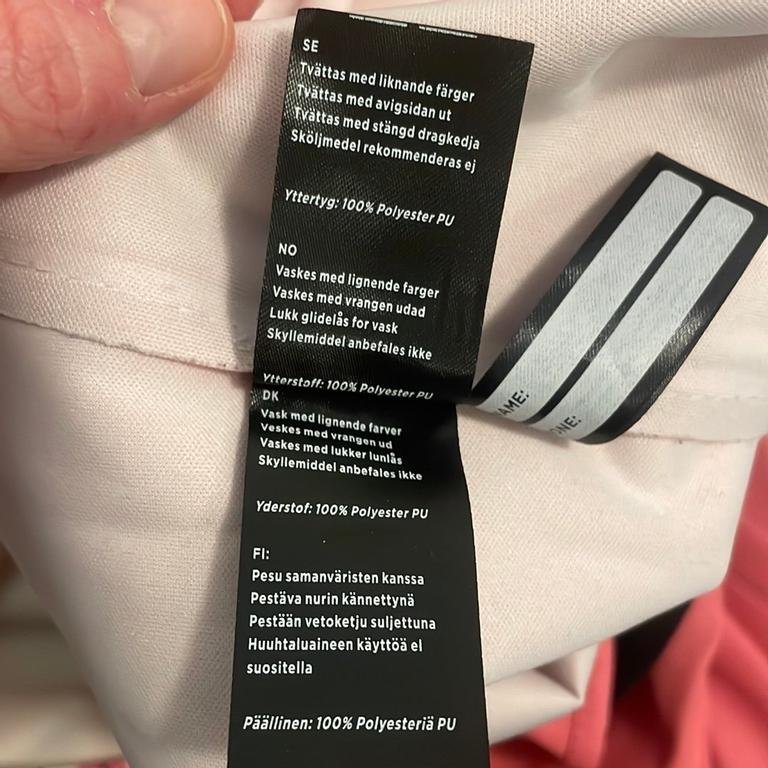 SE
Tvättas med liknande färger
Tvättas med avigsidan ut
Tvättas med stängd dragkedja
Sköljmedel rekommenderas ej
Yttertyg: 100% Polyester PU
NO
Vaskes med lignende farger
Vaskes med vrangen udad
Lukk glidelås for vask
Skyllemiddel anbefales ikke
Ytterstoff: 100% Polyester PU
DK
Vask med lignende farver
Veskes med vrangen ud
Vaskes med lukker lunlås
Skyllemiddel anbefales ikke
Yderstof: 100% Polyester PU
FI:
Pesu samanväristen kanssa
Pestäva nurin kännettynä
Pestään vetoketju suljettuna
Huuhtaluaineen käyttöä el
suositella
Päällinen: 100% Polyesteriä PU
AME:
NE: